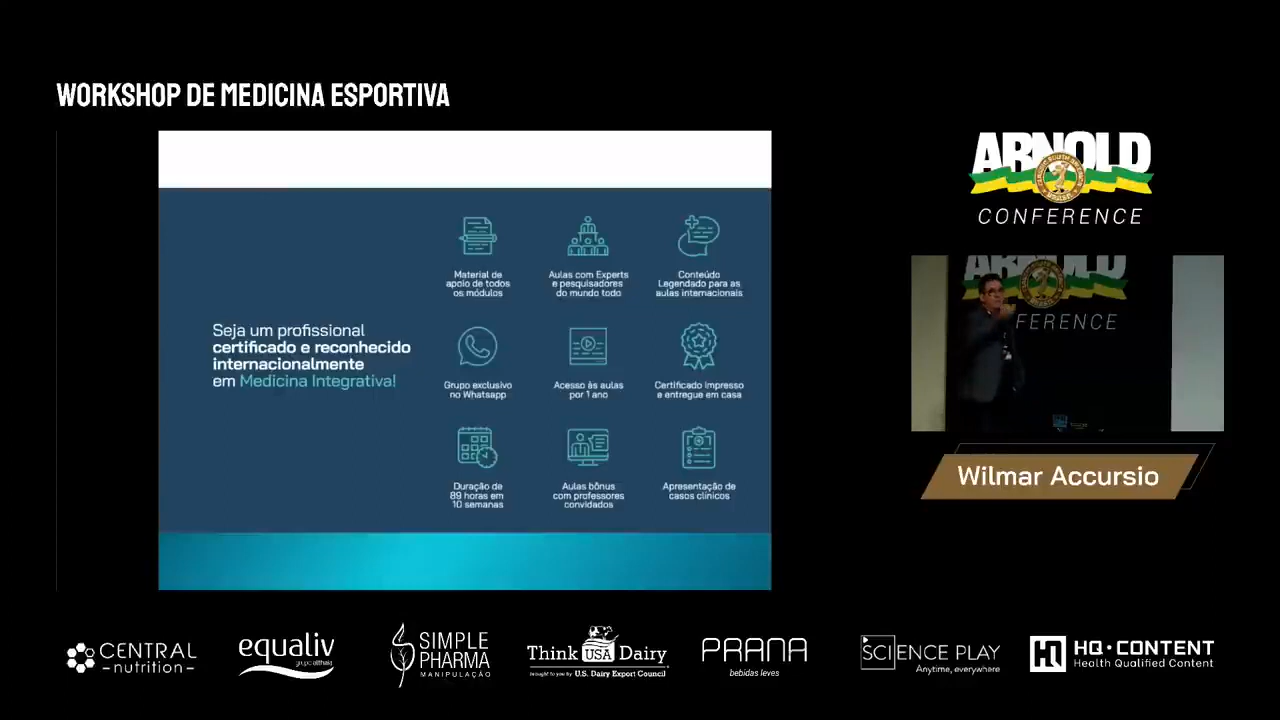 WORKSHOP DE MEDICINA ESPORTIVA
ARNOLD
CONFERENCE
Seja um profissional
certificado e reconhecido
internacionalmente
em Medicina Integrativa!
Material de
apoio de todos
os módulos
Aulas com Experts
e pesquisadores
do mundo todo
Conteúdo
Legendado para as
aulas internacionais
Grupo exclusivo
no Whatsapp
Acesso às aulas
por 1 ano
Certificado Impresso
e entregue em casa
Duração de
89 horas em
10 semanas
Aulas bônus
com professores
convidados
Apresentação de
casos clínicos
ARNOLD
FERENCE
Wilmar Accursio
CENTRAL
nutrition
equaliv
grupo althaia
SIMPLE
PHARMA
MANIPULAÇÃO
Think USA Dairy
brought to you by U.S. Dairy Export Council
PRANA
bebidas leves
SCIENCE PLAY
Anytime, everywhere
HQ·CONTENT
Health Qualified Content